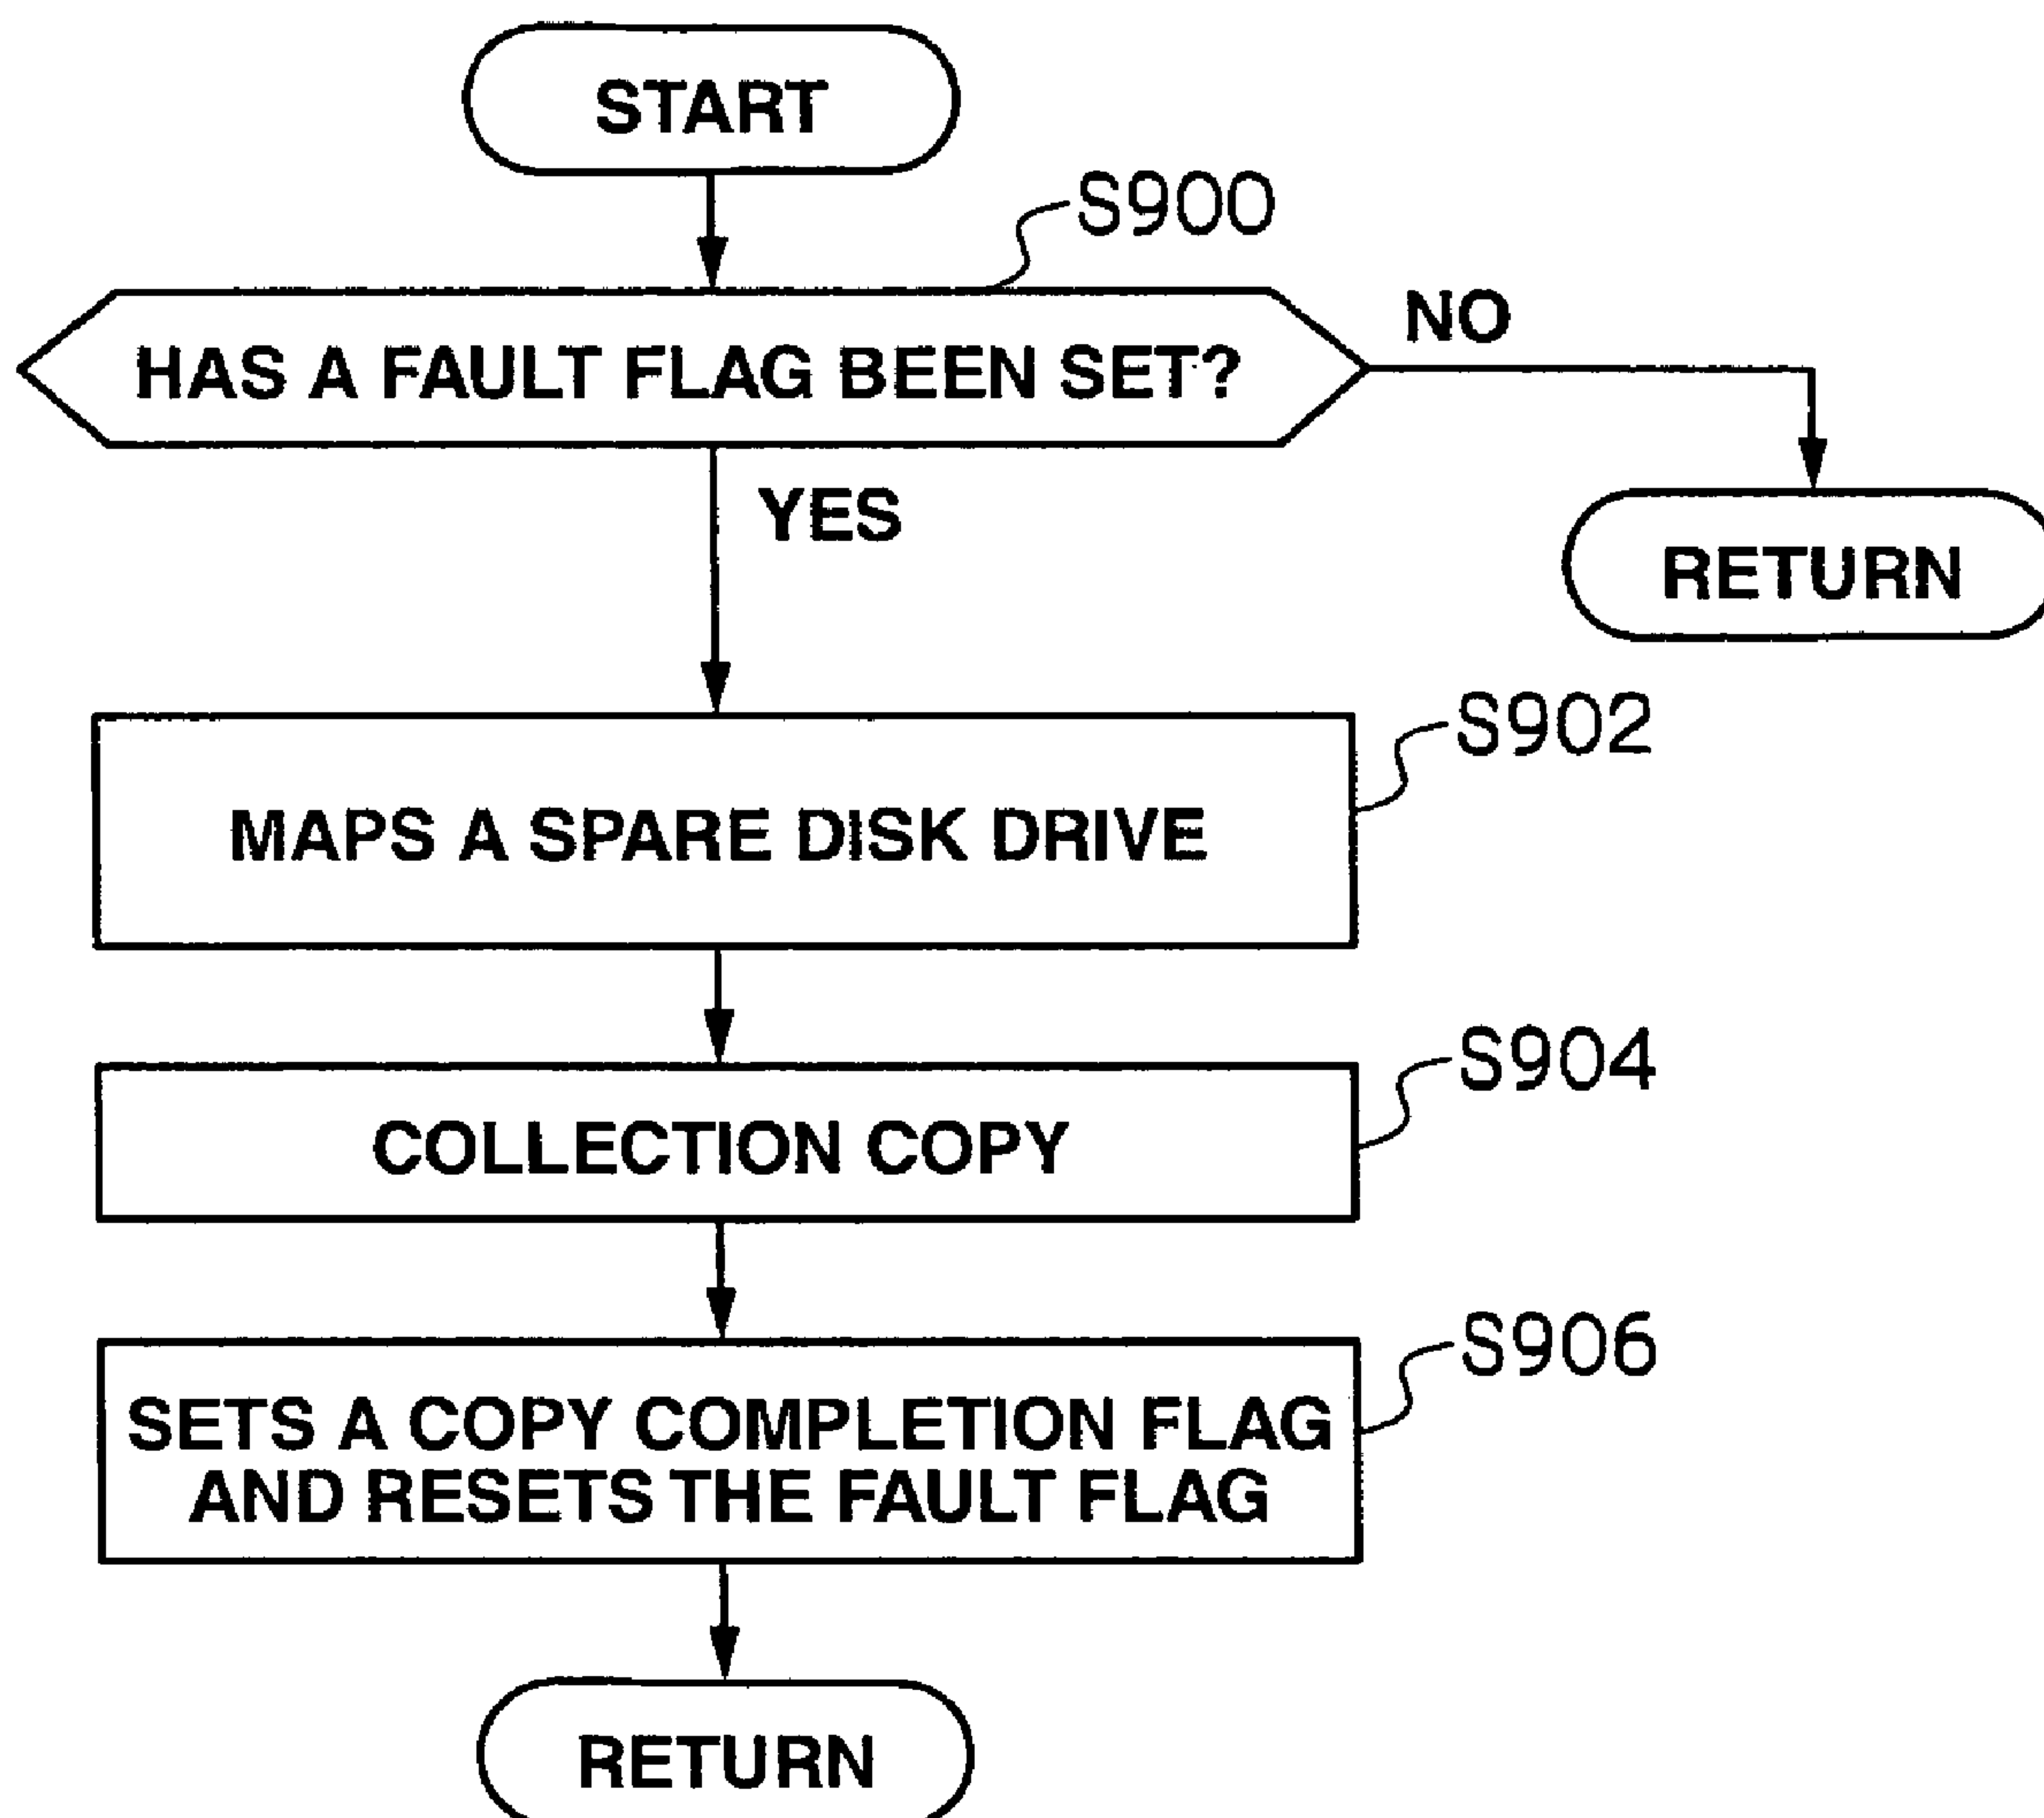 START
S900
HAS A FAULT FLAG BEEN SET?
NO
YES
RETURN
S902
MAPS A SPARE DISK DRIVE
S904
COLLECTION COPY
S906
SETS A COPY COMPLETION FLAG
AND RESETS THE FAULT FLAG
RETURN